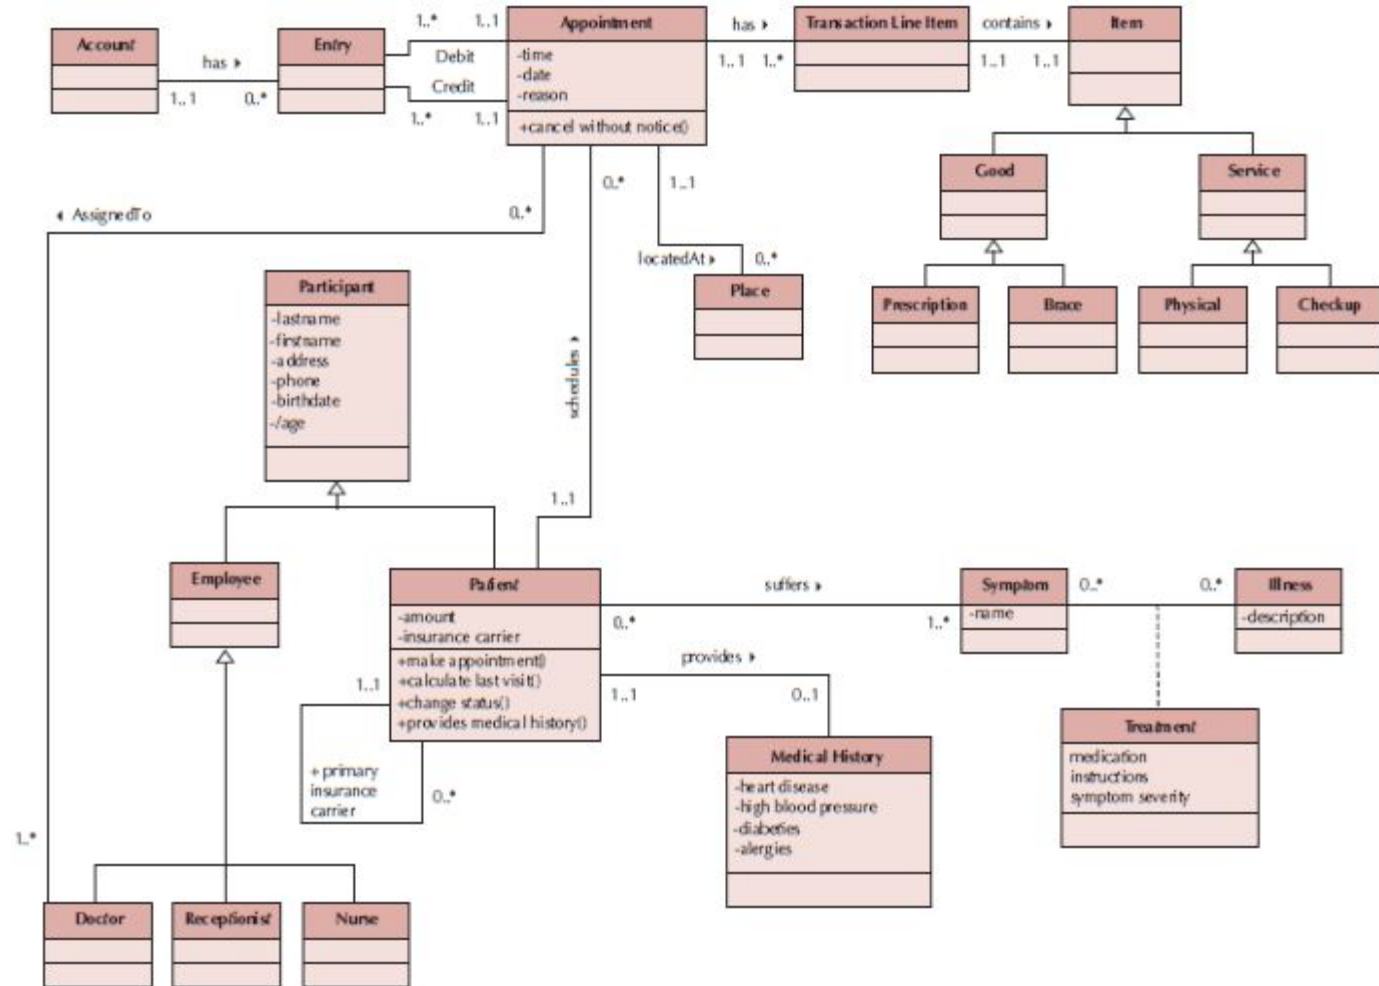 Account
has ▸
1..1
0..*
Entry
1..*
1..1
Debit
Credit
1..*
1..1
Appointment
-time
-date
-reason
+cancel without notice()
has ▸
1..1
1..*
Transaction Line Item
contains ▸
1..1
1..1
Item
Good
Service
Prescription
Brace
Physical
Checkup
◂ AssignedTo
0..*
0..*
1..1
locatedAt ▸
0..*
Place
schedules ▸
1..1
Participant
-lastname
-firstname
-address
-phone
-birthdate
-/age
Employee
Patient
-amount
-insurance carrier
+make appointment()
+calculate last visit()
+change status()
+provides medical history()
1..1
+ primary
insurance
carrier
0..*
suffers ▸
0..*
1..*
Symptom
-name
0..*
0..*
Illness
-description
provides ▸
1..1
0..1
Medical History
-heart disease
-high blood pressure
-diabeties
-alergies
Treatment
medication
instructions
symptom severity
1..*
Doctor
Receptionist
Nurse